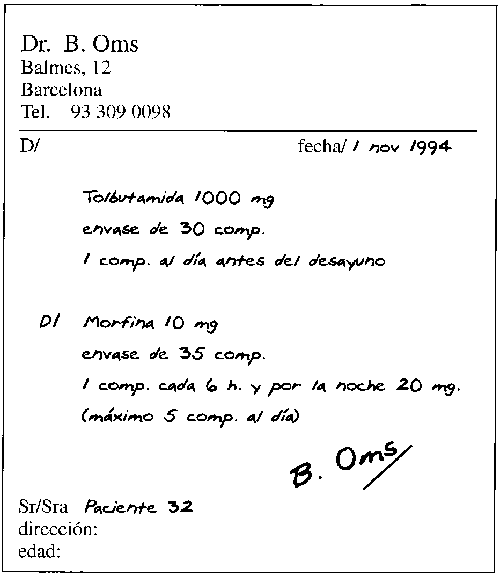 Dr. B. Oms
Balmes, 12
Barcelona
Tel. 93 309 0098
D/ fecha/ 1 nov 1994
Tolbutamida 1000 mg
envase de 30 comp.
1 comp. al día antes del desayuno
D/ Morfina 10 mg
envase de 35 comp.
1 comp. cada 6 h. y por la noche 20 mg.
(máximo 5 comp. al día)
B. Oms
Sr/Sra Paciente 32
dirección:
edad: